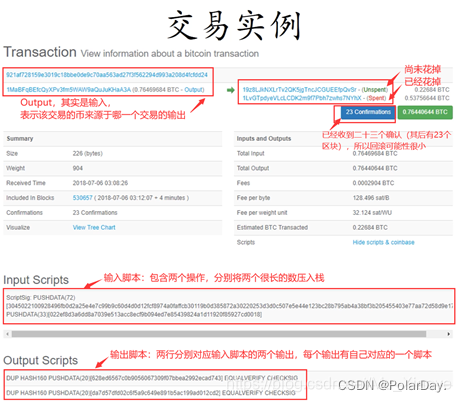 交易实例
Transaction View information about a bitcoin transaction
尚未花掉
已经花掉
1MaBFqBEfcQyXPv3fm5WAW9aQuJuKHaA3A (0.76469684 BTC - Output)
(Unspent) 0.22684 BTC
(Spent) 0.53756644 BTC
Output，其实是输入，
表示该交易的币来源于哪一个交易的输出
23 Confirmations 0.76440644 BTC
已经收到二十三个确认（其后有23个
区块），所以回滚可能性很小
Summary Inputs and Outputs
Size 226 (bytes) Total Input 0.76469684 BTC
Weight 904 Total Output 0.76440644 BTC
Received Time 2018-07-06 03:08:26 Fees 0.0002904 BTC
Included In Blocks 530657 ( 2018-07-06 03:12:07 + 4 minutes ) Fee per byte 128.496 sat/B
Confirmations 23 Confirmations Fee per weight unit 32.124 sat/WU
Visualize View Tree Chart Estimated BTC Transacted 0.22684 BTC
Scripts Hide scripts & coinbase
Input Scripts
输入脚本：包含两个操作，分别将两个很长的数压入栈
ScriptSig: PUSHDATA(72)
PUSHDATA(33)
Output Scripts
输出脚本：两行分别对应输入脚本的两个输出，每个输出有自己对应的一个脚本
DUP HASH160 PUSHDATA(20) EQUALVERIFY CHECKSIG
DUP HASH160 PUSHDATA(20) EQUALVERIFY CHECKSIG
CSDN @PolarDay.